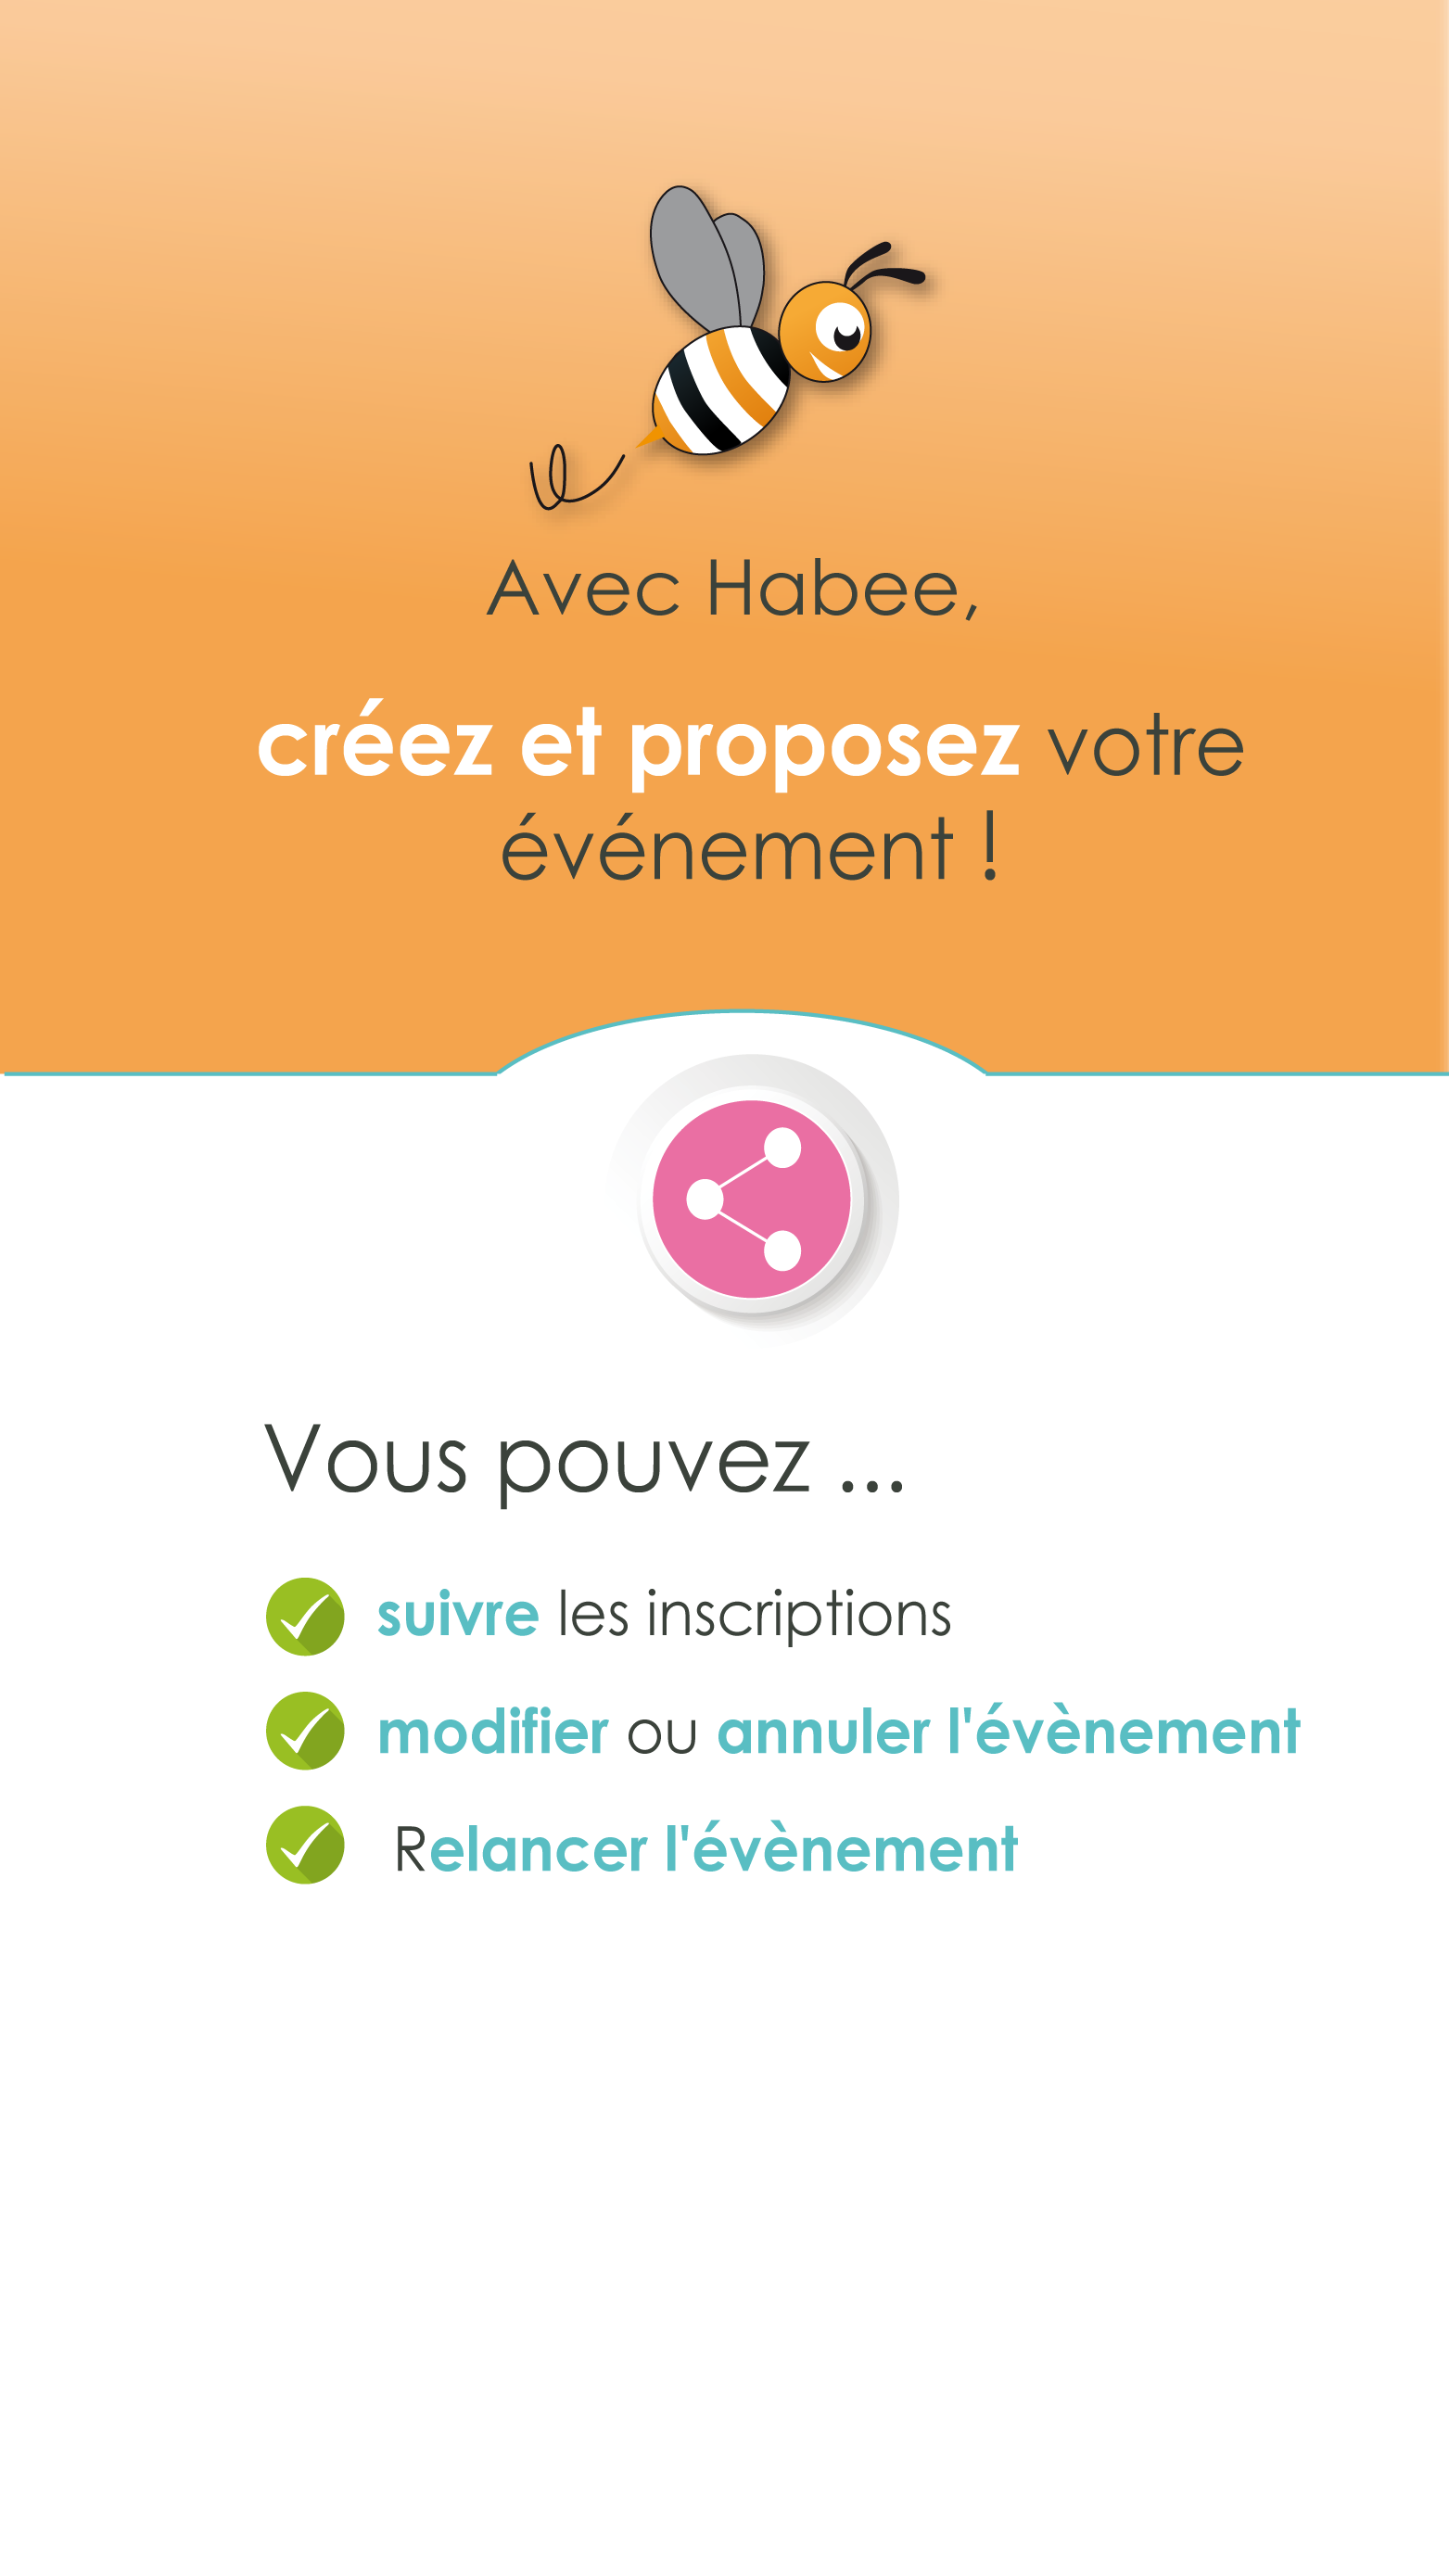 Avec Habee,
créez et proposez votre
événement !
Vous pouvez ...
suivre les inscriptions
modifier ou annuler l'évènement
Relancer l'évènement